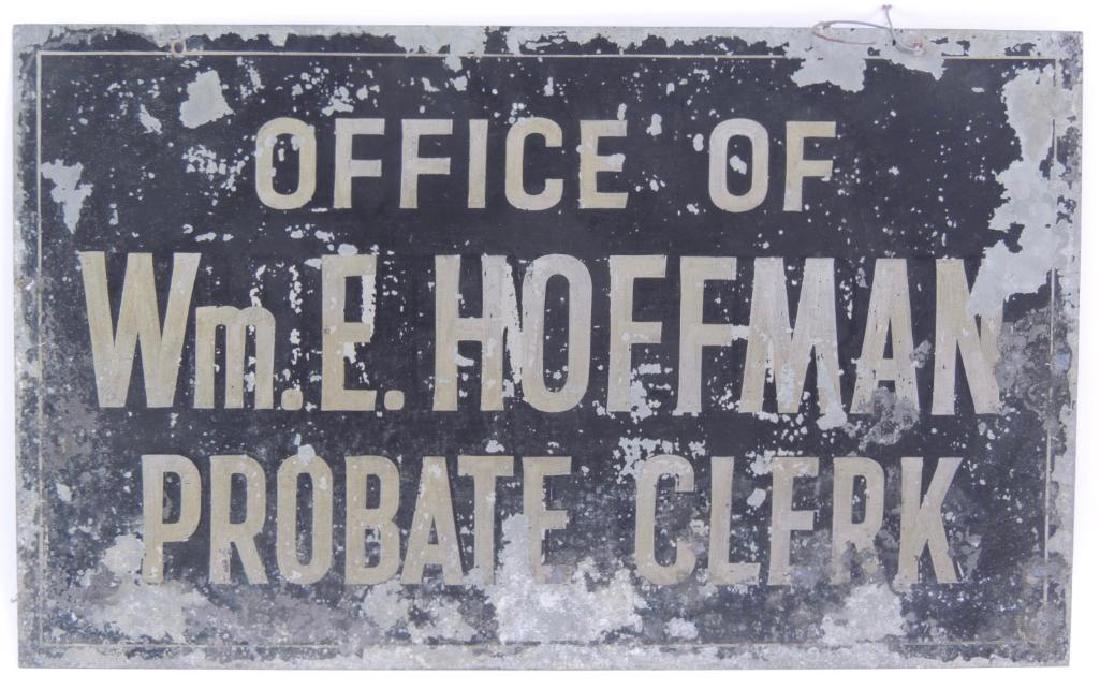 OFFICE OF
Wm. E. HOFFMAN
PROBATE CLERK